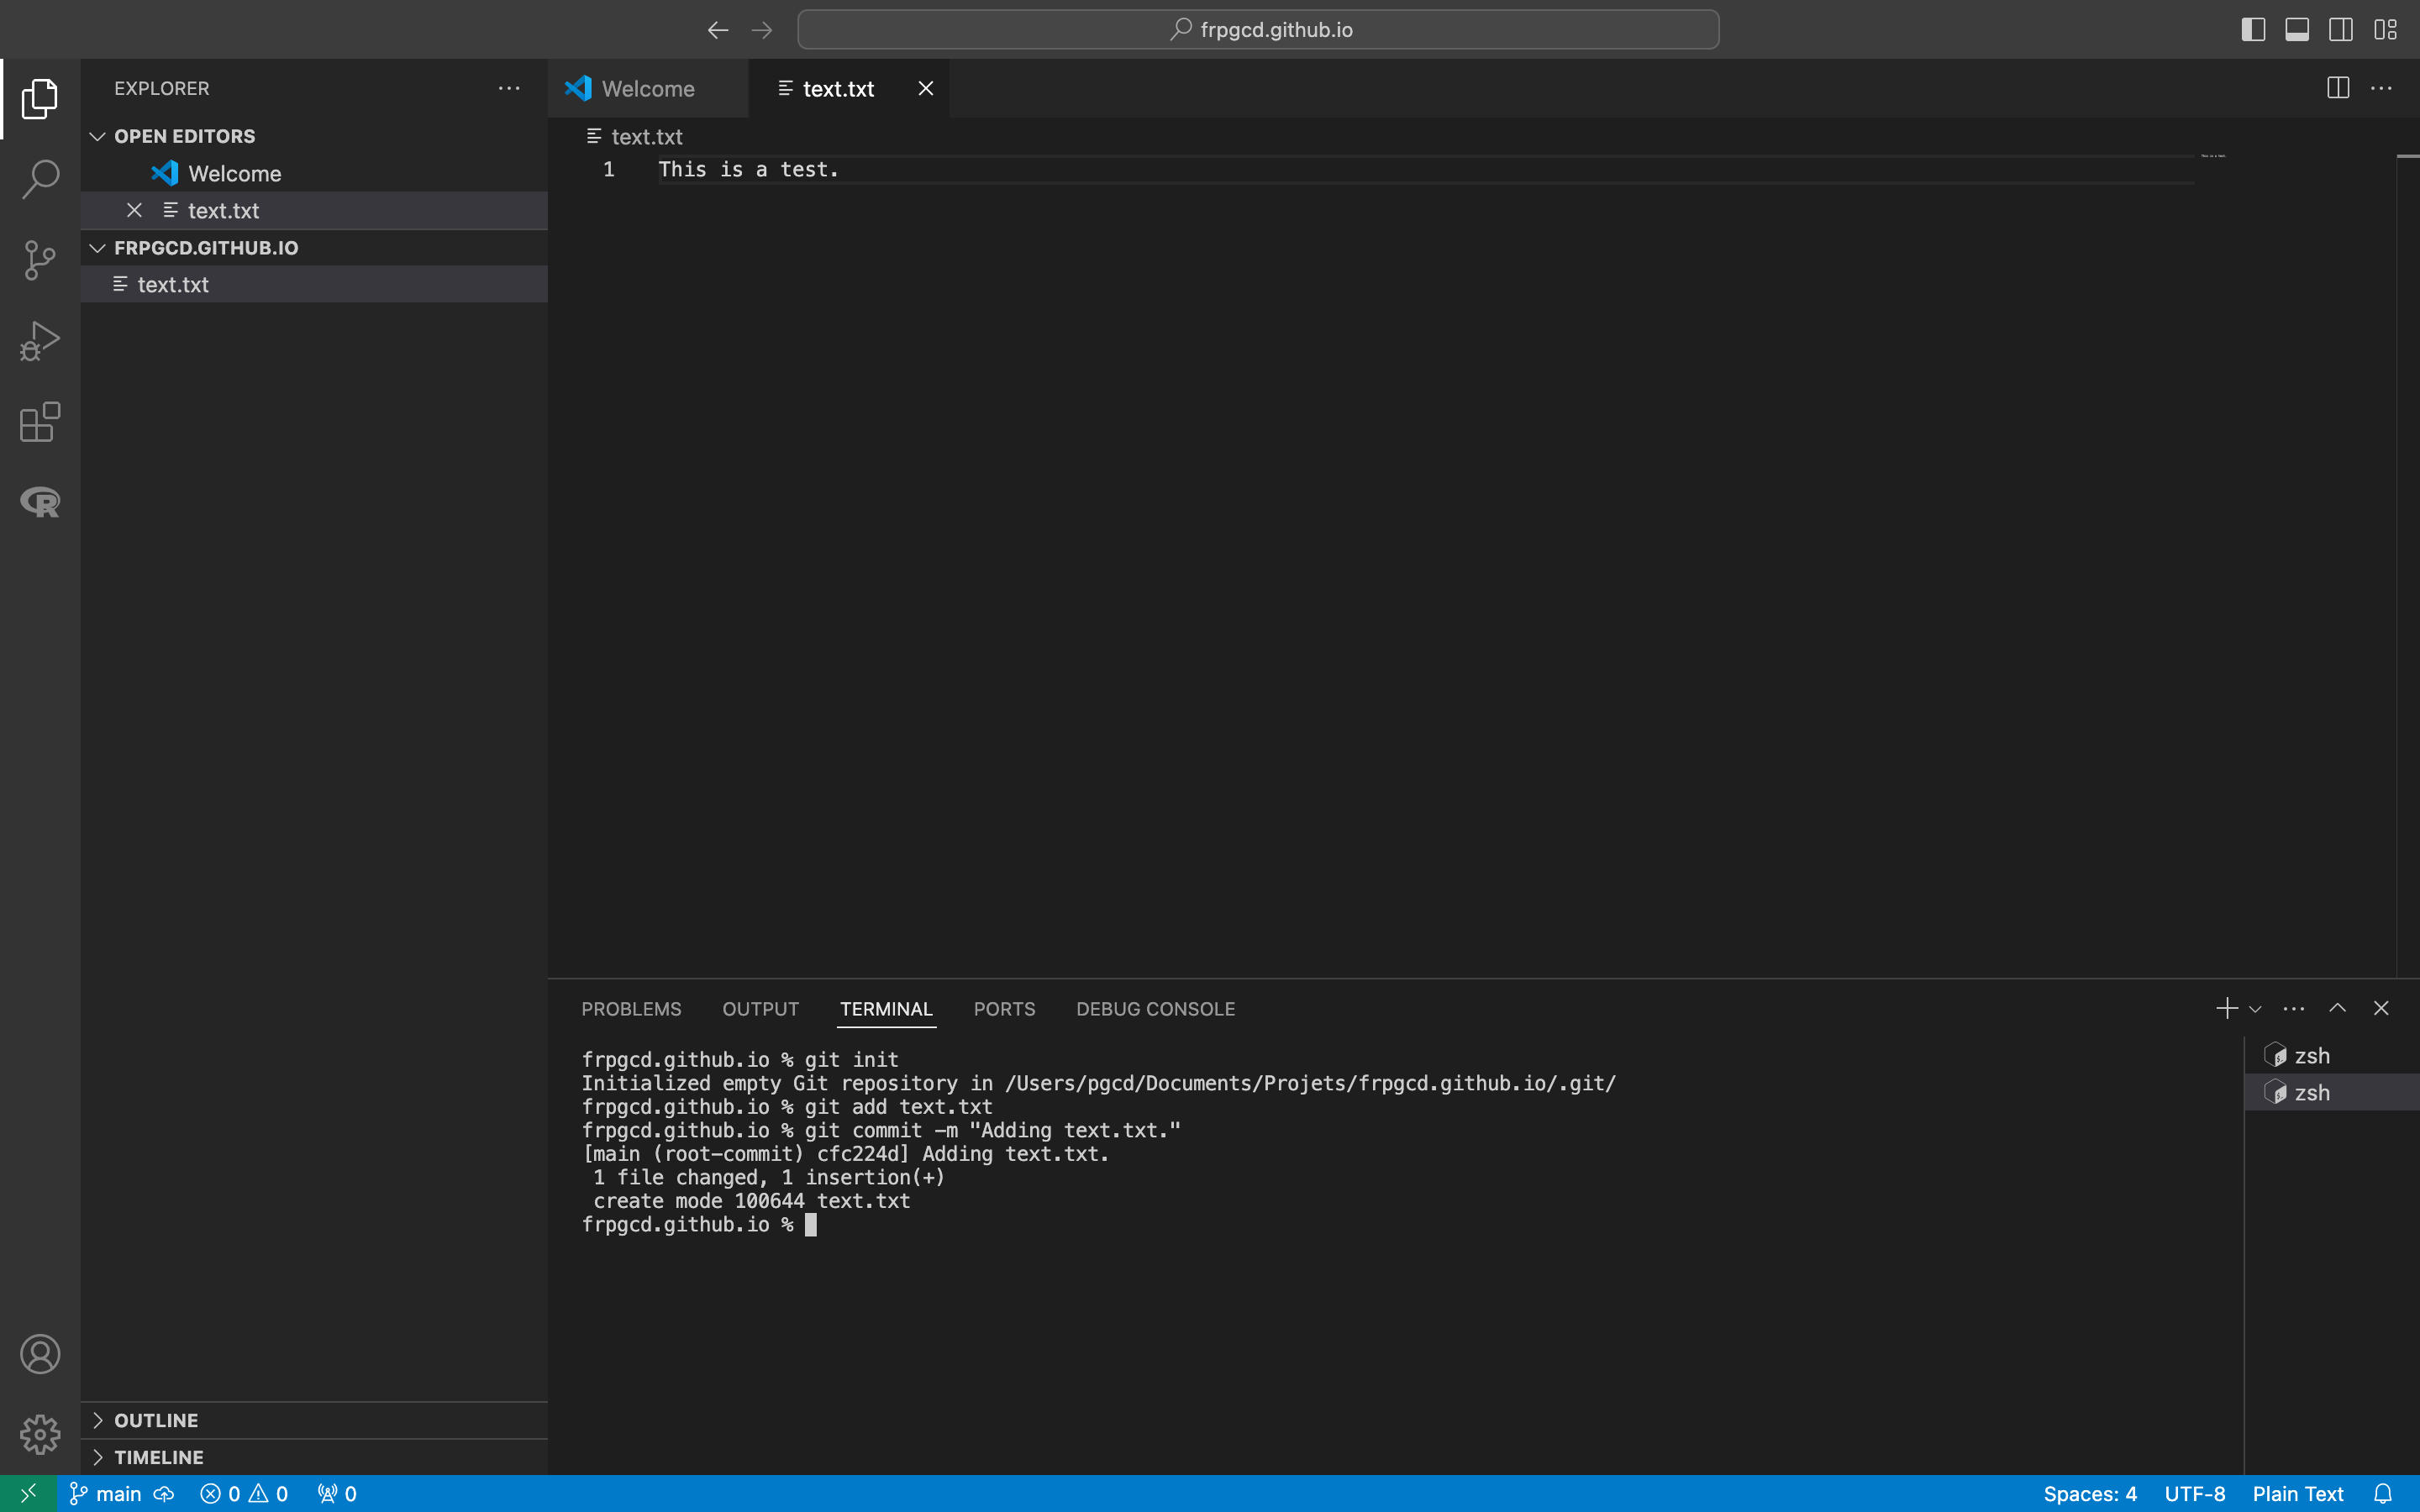 frpgcd.github.io
EXPLORER
OPEN EDITORS
Welcome
text.txt
FRPGCD.GITHUB.IO
text.txt
OUTLINE
TIMELINE
Welcome
text.txt
text.txt
1 This is a test.
PROBLEMS OUTPUT TERMINAL PORTS DEBUG CONSOLE
frpgcd.github.io % git init
Initialized empty Git repository in /Users/pgcd/Documents/Projets/frpgcd.github.io/.git/
frpgcd.github.io % git add text.txt
frpgcd.github.io % git commit -m "Adding text.txt."
[main (root-commit) cfc224d] Adding text.txt.
1 file changed, 1 insertion(+)
create mode 100644 text.txt
frpgcd.github.io %
zsh
zsh
main 0 0 0
Spaces: 4 UTF-8 Plain Text